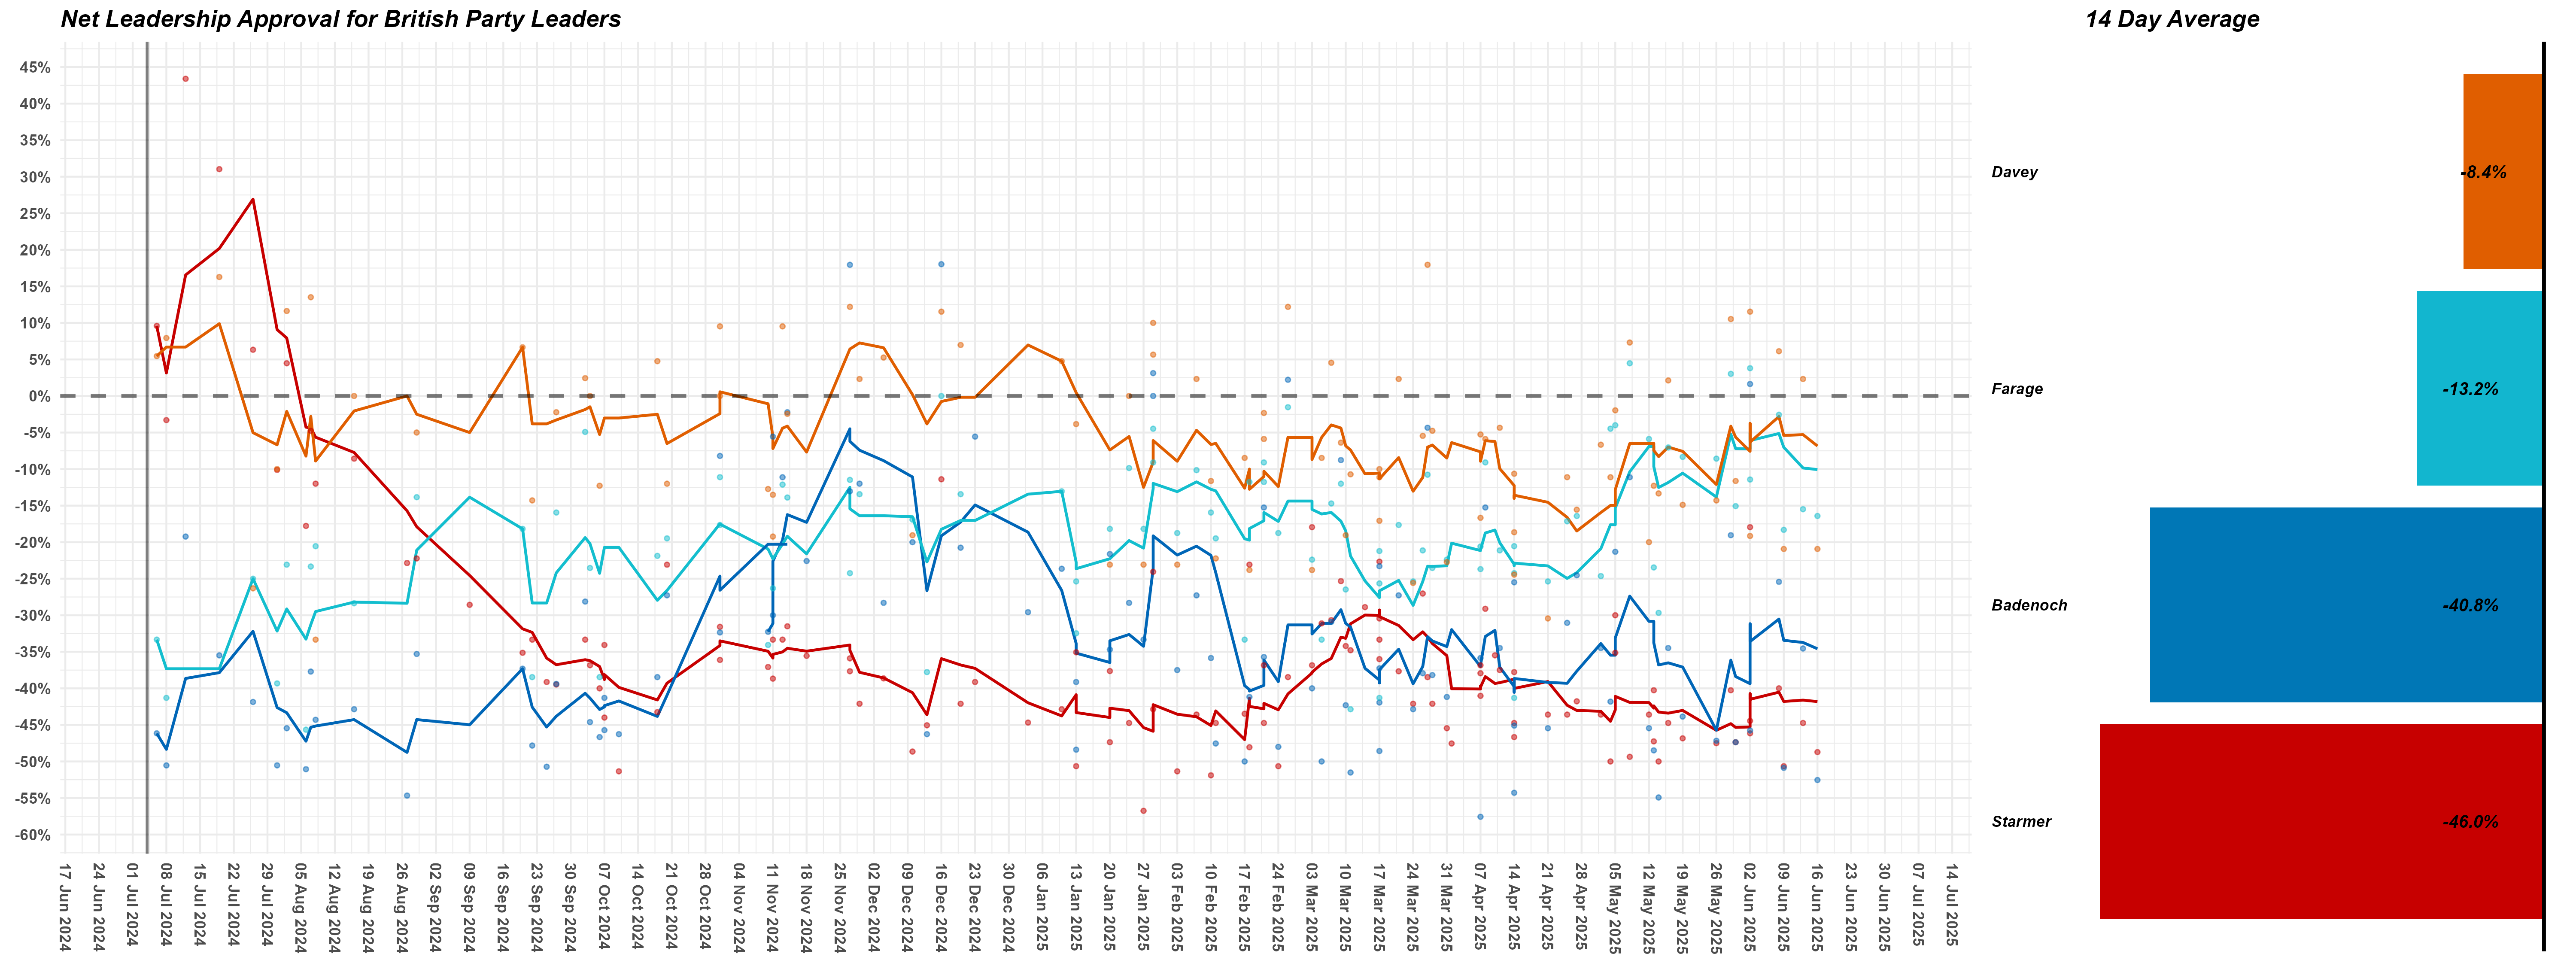 Net Leadership Approval for British Party Leaders
14 Day Average
45%
40%
35%
30%
25%
20%
15%
10%
5%
0%
-5%
-10%
-15%
-20%
-25%
-30%
-35%
-40%
-45%
-50%
-55%
-60%
17 Jun 2024
24 Jun 2024
01 Jul 2024
08 Jul 2024
15 Jul 2024
22 Jul 2024
29 Jul 2024
05 Aug 2024
12 Aug 2024
19 Aug 2024
26 Aug 2024
02 Sep 2024
09 Sep 2024
16 Sep 2024
23 Sep 2024
30 Sep 2024
07 Oct 2024
14 Oct 2024
21 Oct 2024
28 Oct 2024
04 Nov 2024
11 Nov 2024
18 Nov 2024
25 Nov 2024
02 Dec 2024
09 Dec 2024
16 Dec 2024
23 Dec 2024
30 Dec 2024
06 Jan 2025
13 Jan 2025
20 Jan 2025
27 Jan 2025
03 Feb 2025
10 Feb 2025
17 Feb 2025
24 Feb 2025
03 Mar 2025
10 Mar 2025
17 Mar 2025
24 Mar 2025
31 Mar 2025
07 Apr 2025
14 Apr 2025
21 Apr 2025
28 Apr 2025
05 May 2025
12 May 2025
19 May 2025
26 May 2025
02 Jun 2025
09 Jun 2025
16 Jun 2025
23 Jun 2025
30 Jun 2025
07 Jul 2025
14 Jul 2025
Davey
-8.4%
Farage
-13.2%
Badenoch
-40.8%
Starmer
-46.0%